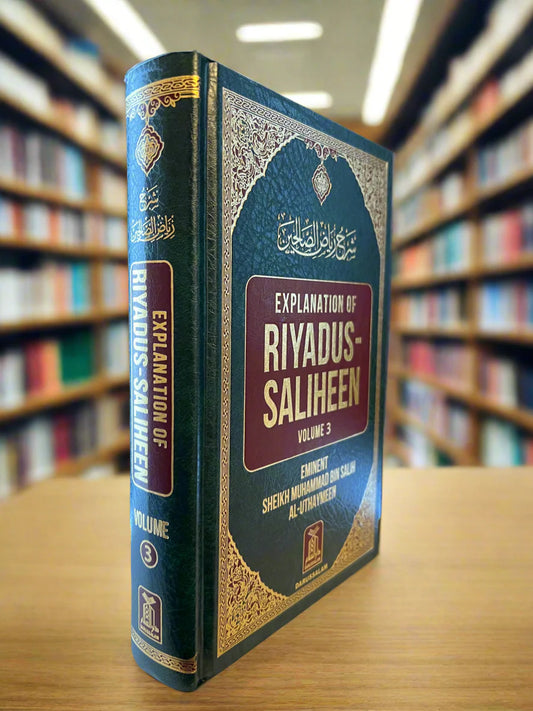 شرح
رياض الصالحين
EXPLANATION OF
RIYADUS-SALIHEEN
VOLUME
3
شرح رياض الصالحين
EXPLANATION OF
RIYADUS-
SALIHEEN
VOLUME 3
EMINENT
SHEIKH MUHAMMAD BIN SALIH
AL-UTHAYMEEN
DARUSSALAM